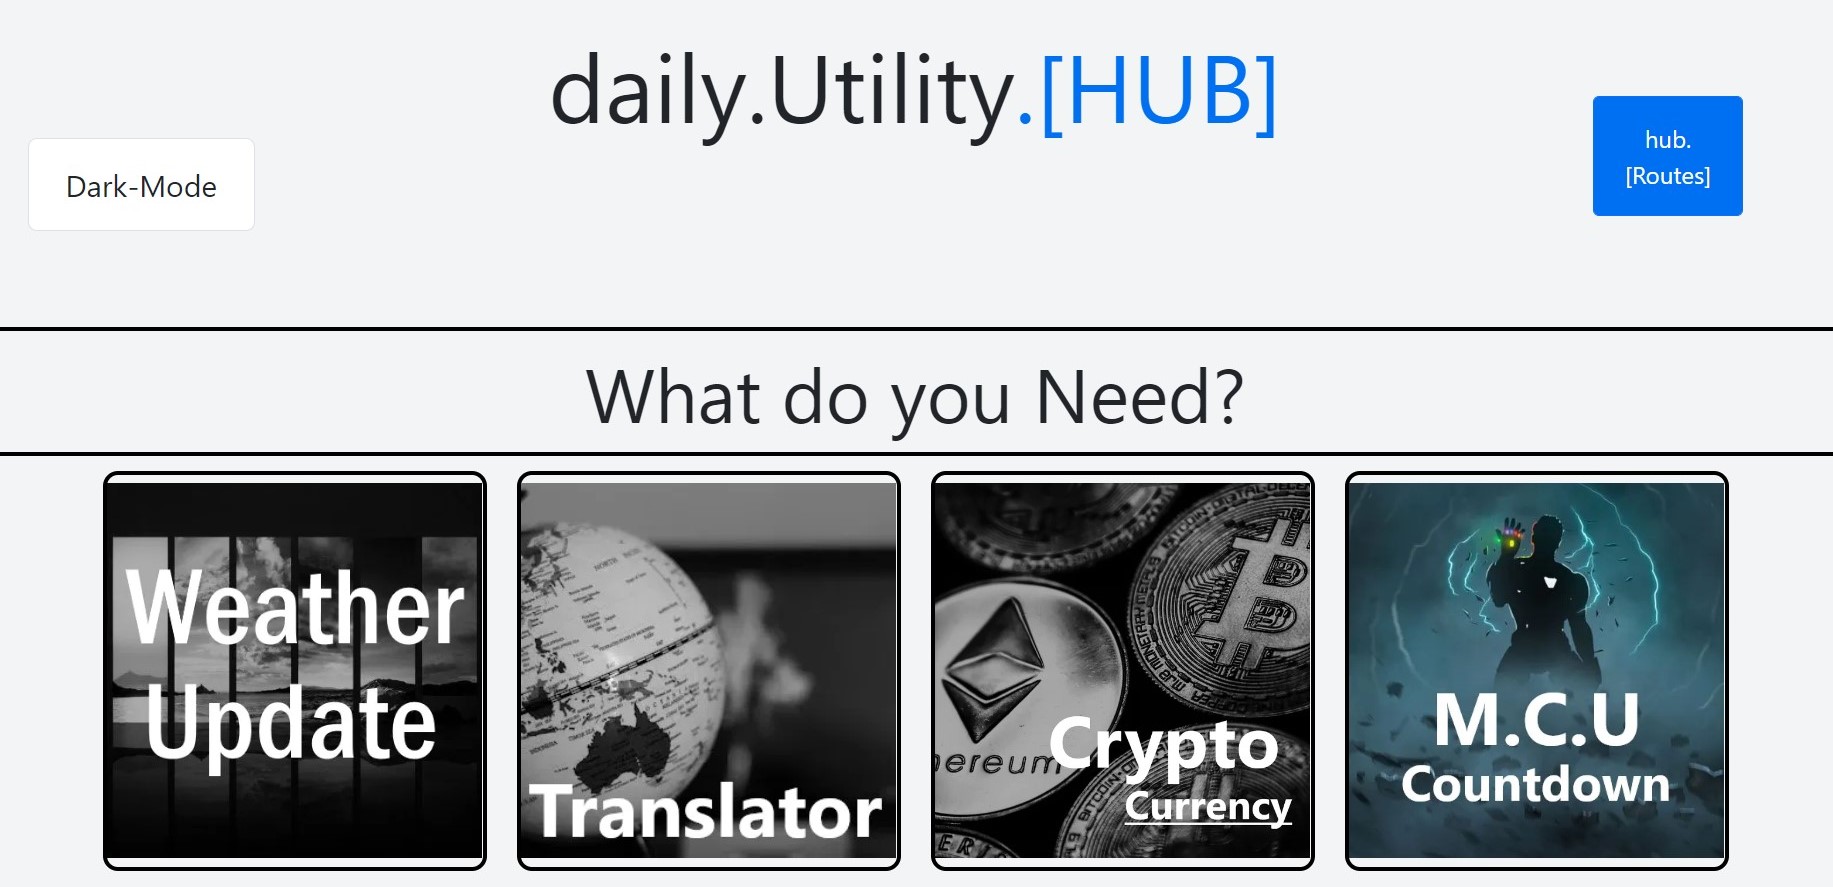 daily.Utility.[HUB]
Dark-Mode
hub.
[Routes]
What do you Need?
Weather
Update
Translator
ereum
Crypto
Currency
M.C.U
Countdown